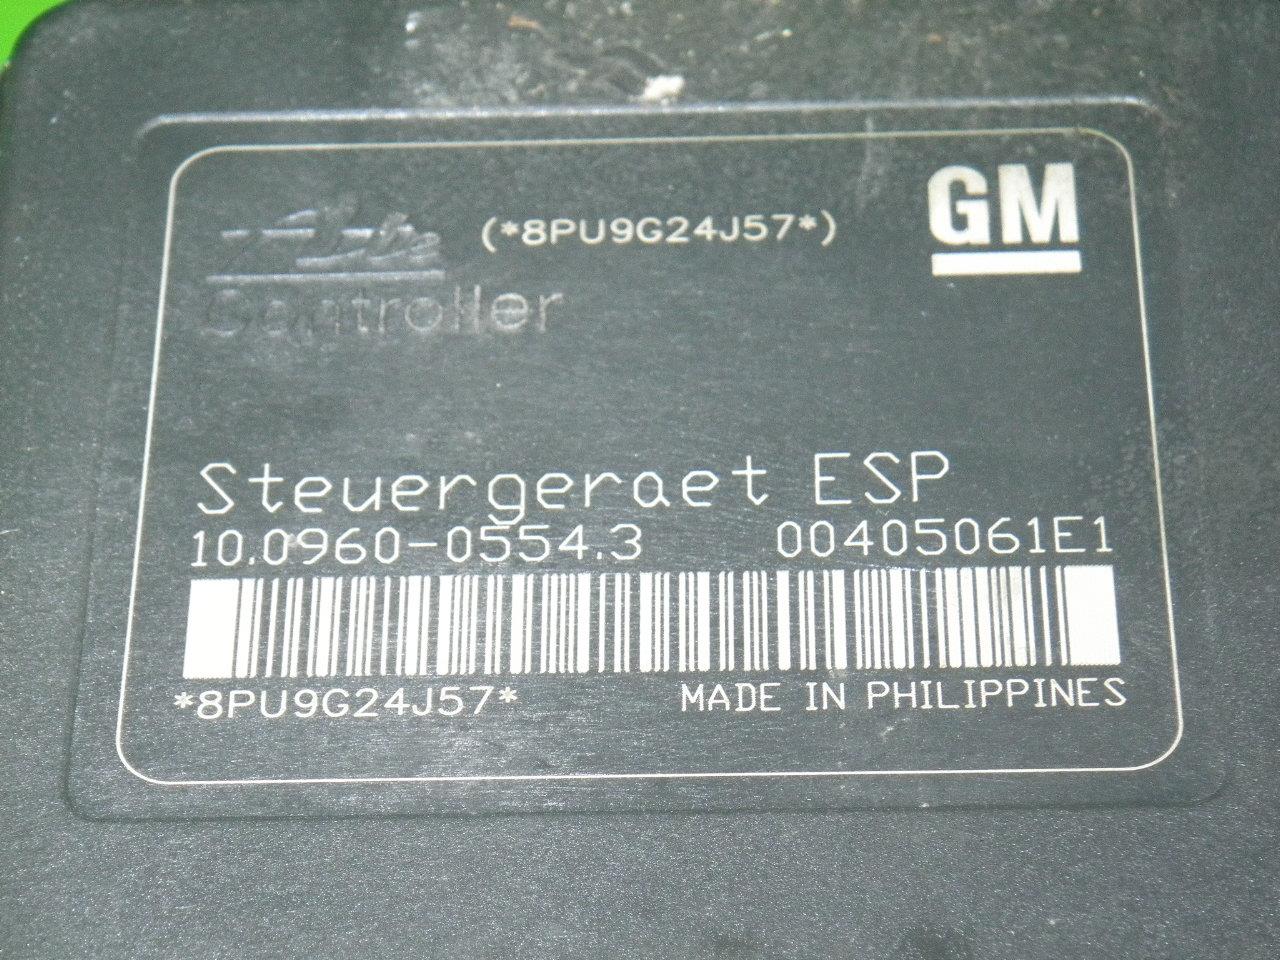 (*8PU9G24J57*) GM
Controller
Steuergeraet ESP
10.0960-0554.3 00405061E1
*8PU9G24J57* MADE IN PHILIPPINES